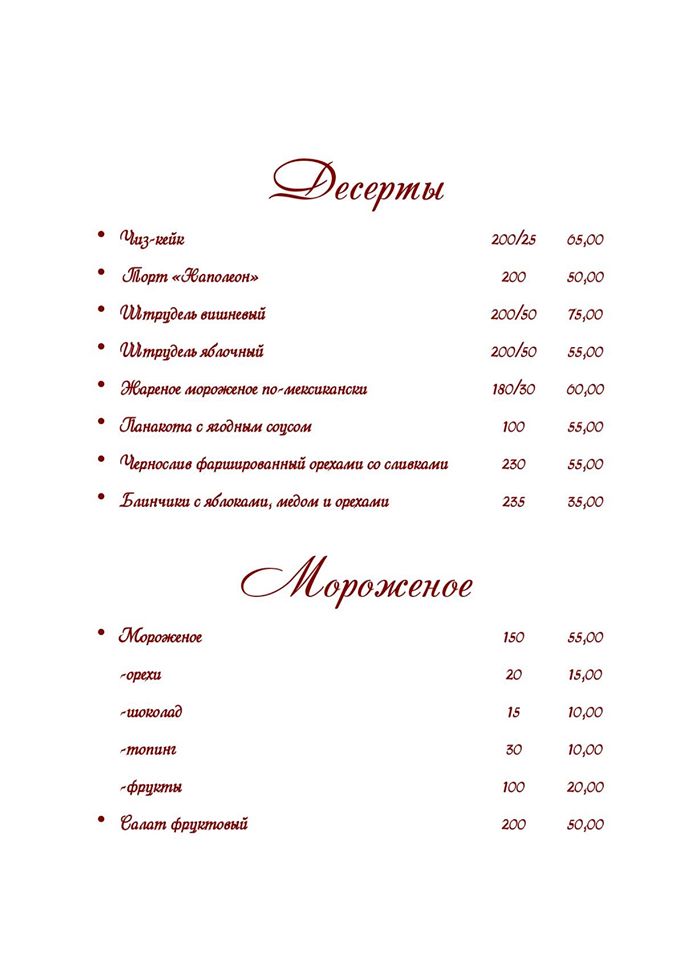 Десерты
• Чиз-кейк 200/25 65,00
• Торт «Наполеон» 200 50,00
• Штрудель вишневый 200/50 75,00
• Штрудель яблочный 200/50 55,00
• Жареное мороженое по-мексикански 180/30 60,00
• Панакота с ягодным соусом 100 55,00
• Чернослив фаршированный орехами со сливками 230 55,00
• Блинчики с яблоками, медом и орехами 235 35,00
Мороженое
• Мороженое 150 55,00
-орехи 20 15,00
-шоколад 15 10,00
-топинг 30 10,00
-фрукты 100 20,00
• Салат фруктовый 200 50,00